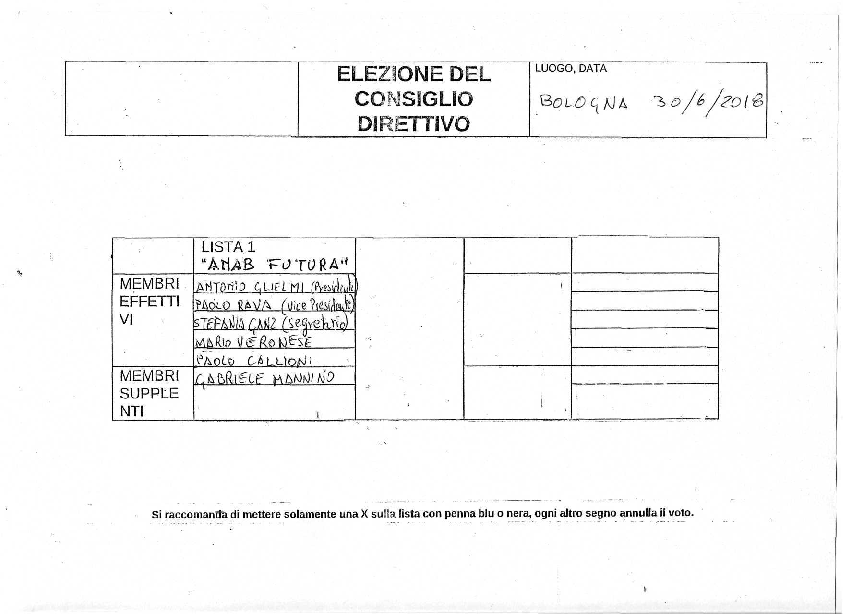 ELEZIONE DEL
CONSIGLIO
DIRETTIVO
LUOGO, DATA
BOLOGNA 30/6/2018
LISTA 1
"ANAB FUTURA"
MEMBRI
EFFETTI
VI
ANTONIO GLIELMI (Presidente)
PAOLO RAVA (Vice Presidente)
STEFANIA GANZ (segretario)
MARIO VERONESE
PAOLO CALLIONI
MEMBRI
SUPPLE
NTI
GABRIELE MANNINO
Si raccomanda di mettere solamente una X sulla lista con penna blu o nera, ogni altro segno annulla il voto.